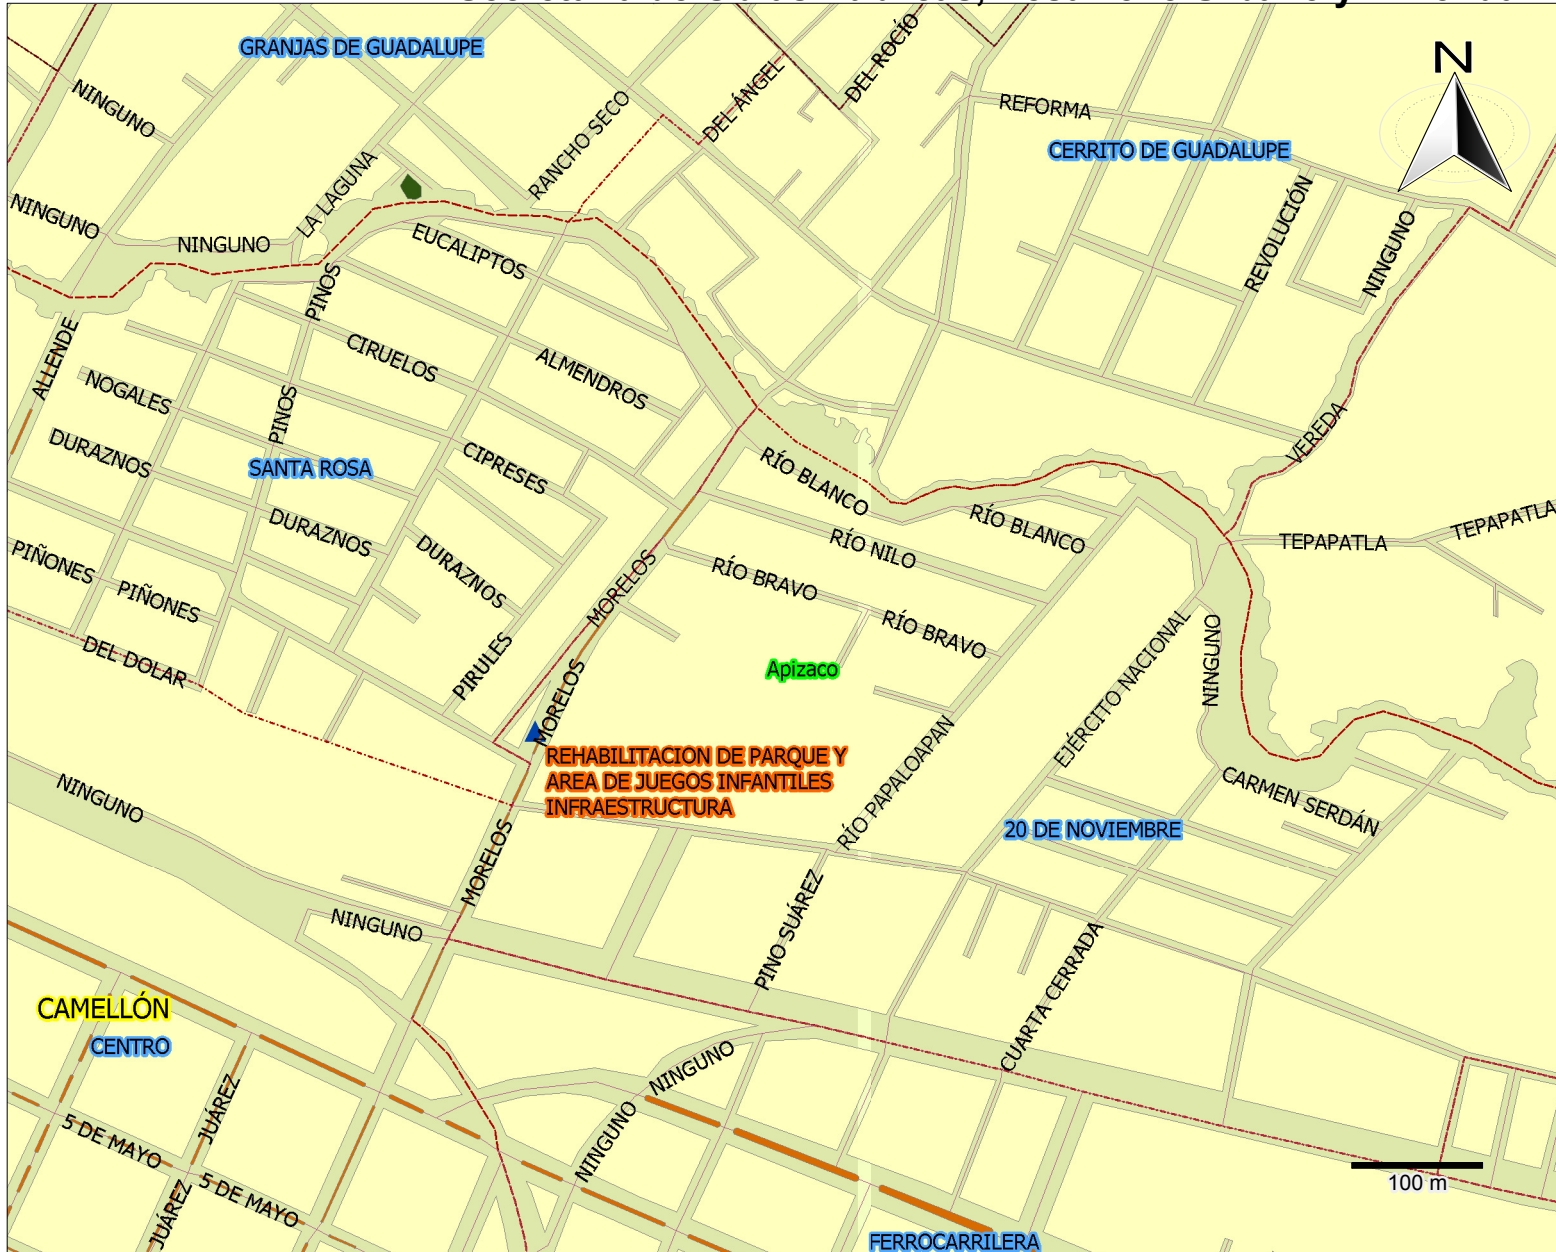 GRANJAS DE GUADALUPE
DEL ROCÍO
N
NINGUNO
DEL ÁNGEL
RANCHO SECO
REFORMA
CERRITO DE GUADALUPE
LA LAGUNA
NINGUNO
NINGUNO
EUCALIPTOS
REVOLUCIÓN
NINGUNO
PINOS
ALLENDE
CIRUELOS
ALMENDROS
NOGALES
PINOS
DURAZNOS
SANTA ROSA
CIPRESES
RÍO BLANCO
VEREDA
DURAZNOS
DURAZNOS
RÍO NILO
RÍO BLANCO
TEPAPATLA
TEPAPATLA
PIÑONES
PIÑONES
MORELOS
RÍO BRAVO
RÍO BRAVO
DEL DOLAR
PIRULES
MORELOS
Apizaco
EJÉRCITO NACIONAL
NINGUNO
REHABILITACION DE PARQUE Y
AREA DE JUEGOS INFANTILES
INFRAESTRUCTURA
RÍO PAPALOAPAN
CARMEN SERDÁN
NINGUNO
MORELOS
20 DE NOVIEMBRE
NINGUNO
PINO SUÁREZ
CUARTA CERRADA
CAMELLÓN
CENTRO
NINGUNO
JUÁREZ
5 DE MAYO
NINGUNO
5 DE MAYO
JUÁREZ
100 m
FERROCARRILERA